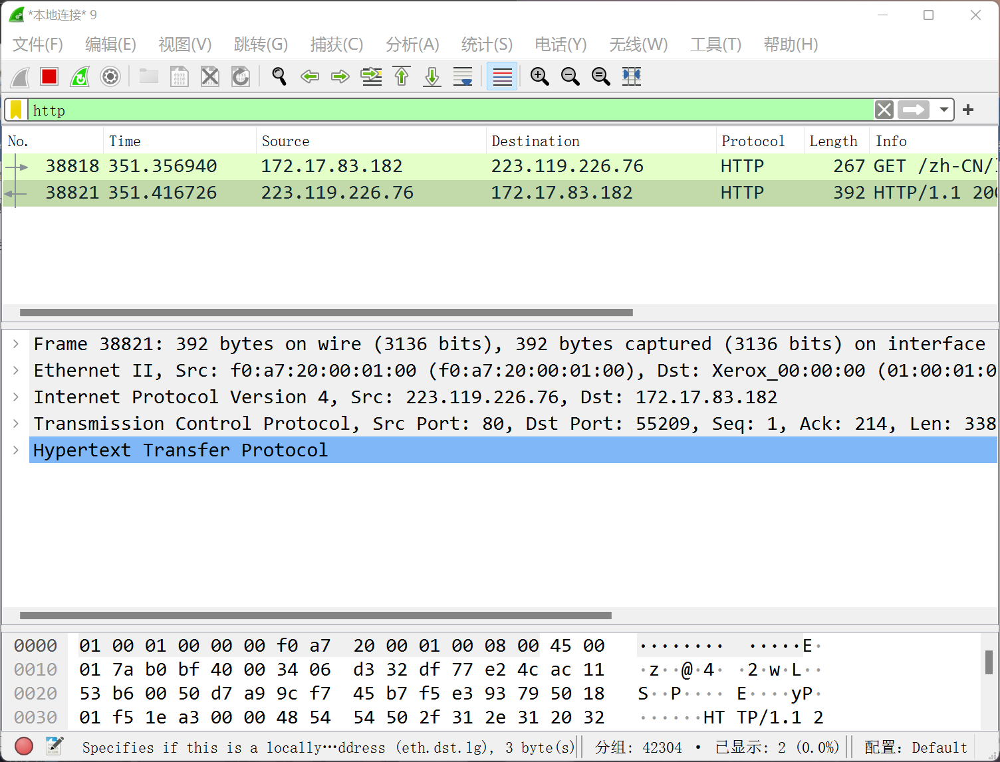 *本地连接* 9
文件(F) 编辑(E) 视图(V) 跳转(G) 捕获(C) 分析(A) 统计(S) 电话(Y) 无线(W) 工具(T) 帮助(H)
http
No. Time Source Destination Protocol Length Info
38818 351.356940 172.17.83.182 223.119.226.76 HTTP 267 GET /zh-CN/
38821 351.416726 223.119.226.76 172.17.83.182 HTTP 392 HTTP/1.1 200
Frame 38821: 392 bytes on wire (3136 bits), 392 bytes captured (3136 bits) on interface
Ethernet II, Src: f0:a7:20:00:01:00 (f0:a7:20:00:01:00), Dst: Xerox_00:00:00 (01:00:01:0
Internet Protocol Version 4, Src: 223.119.226.76, Dst: 172.17.83.182
Transmission Control Protocol, Src Port: 80, Dst Port: 55209, Seq: 1, Ack: 214, Len: 338
Hypertext Transfer Protocol
0000 01 00 01 00 00 00 f0 a7 20 00 01 00 08 00 45 00 ········ ·····E·
0010 01 7a b0 bf 40 00 34 06 d3 32 df 77 e2 4c ac 11 ·z··@·4· ·2·w·L··
0020 53 b6 00 50 d7 a9 9c f7 45 b7 f5 e3 93 79 50 18 S··P···· E····yP·
0030 01 f5 1e a3 00 00 48 54 54 50 2f 31 2e 31 20 32 ······HT TP/1.1 2
Specifies if this is a locally…ddress (eth.dst.lg), 3 byte(s) 分组: 42304 · 已显示: 2 (0.0%) 配置: Default